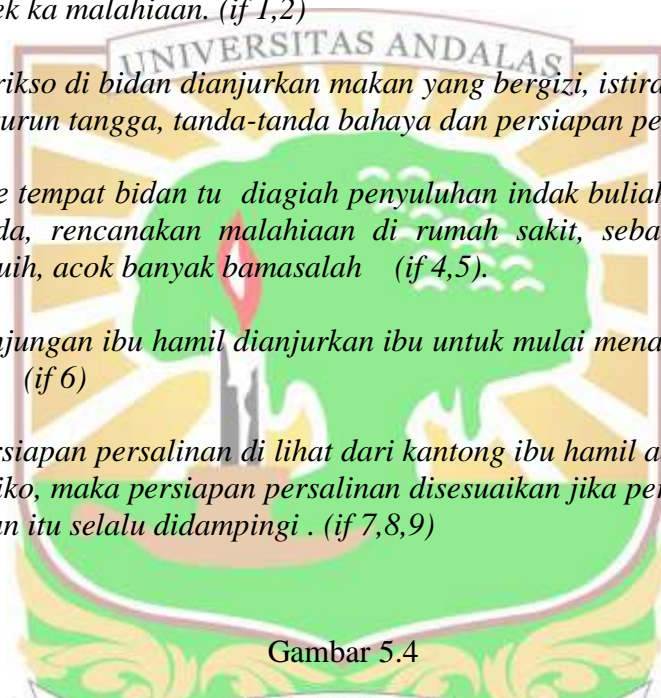 ek ka malahiaan. (if 1,2)
UNIVERSITAS ANDALAS
rikso di bidan dianjurkan makan yang bergizi, istira
urun tangga, tanda-tanda bahaya dan persiapan pe
e tempat bidan tu diagiah penyuluhan indak buliah
da, rencanakan malahiaan di rumah sakit, seba
uih, acok banyak bamasalah (if 4,5).
njungan ibu hamil dianjurkan ibu untuk mulai mena
(if 6)
rsiapan persalinan di lihat dari kantong ibu hamil a
iko, maka persiapan persalinan disesuaikan jika per
an itu selalu didampingi . (if 7,8,9)
Gambar 5.4